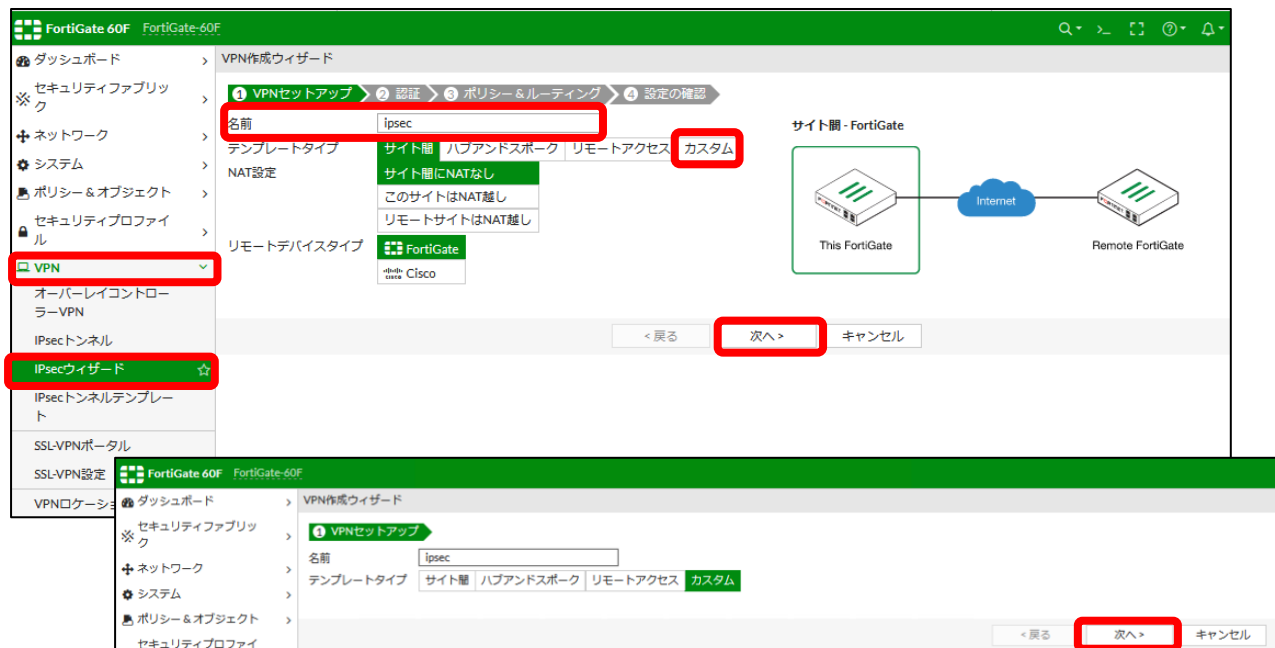 FortiGate 60F FortiGate-60F
ダッシュボード
セキュリティファブリッ
ク
ネットワーク
システム
ポリシー＆オブジェクト
セキュリティプロファイ
ル
VPN
オーバーレイコントロー
ラーVPN
IPsecトンネル
IPsecウィザード
IPsecトンネルテンプレー
ト
SSL-VPNポータル
SSL-VPN設定
VPN作成ウィザード
1 VPNセットアップ 2 認証 3 ポリシー＆ルーティング 4 設定の確認
名前 ipsec
テンプレートタイプ サイト間 ハブアンドスポーク リモートアクセス カスタム
NAT設定 サイト間にNATなし
このサイトはNAT越し
リモートサイトはNAT越し
リモートデバイスタイプ FortiGate
Cisco
サイト間 - FortiGate
Internet
This FortiGate Remote FortiGate
<戻る 次へ> キャンセル
FortiGate 60F FortiGate-60F
ダッシュボード
セキュリティファブリッ
ク
ネットワーク
システム
ポリシー＆オブジェクト
セキュリティプロファイ
VPN作成ウィザード
1 VPNセットアップ
名前 ipsec
テンプレートタイプ サイト間 ハブアンドスポーク リモートアクセス カスタム
<戻る 次へ> キャンセル